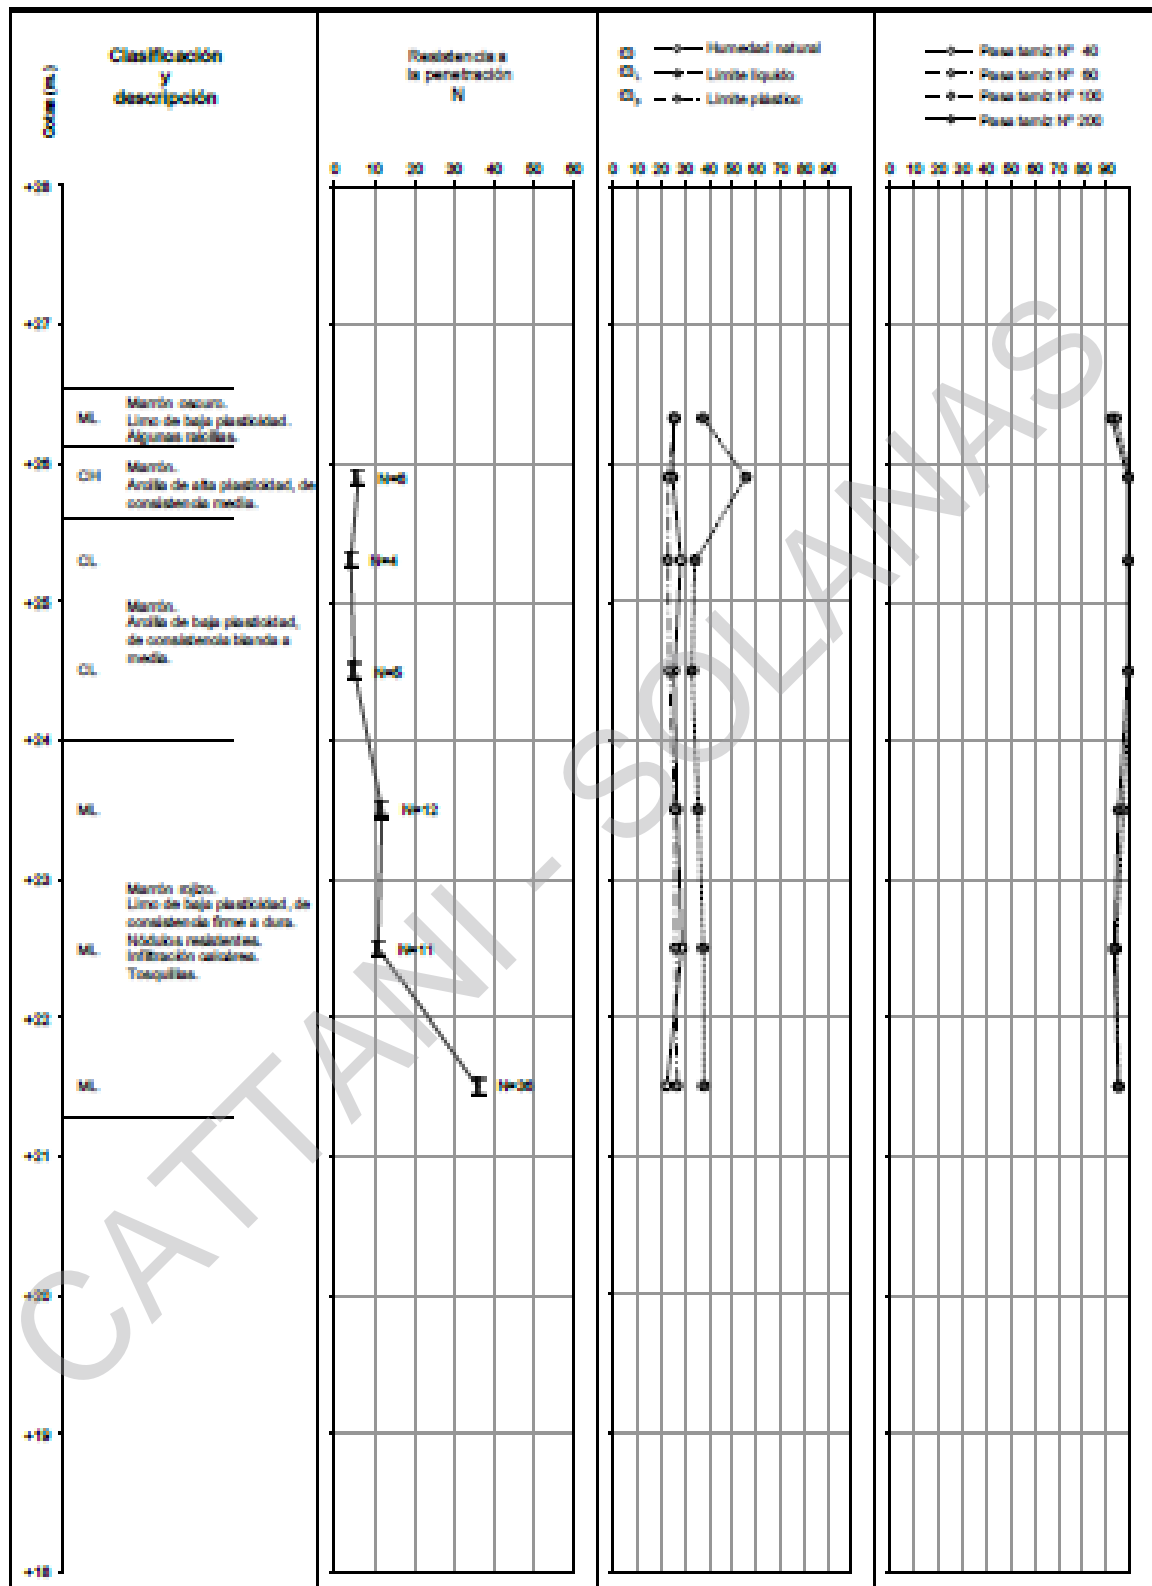 Cotas (m.)
Clasificación
y
descripción
Resistencia a
la penetración
N
Humedad natural
Límite líquido
Límite plástico
Pasa tamiz Nº 40
Pasa tamiz Nº
Pasa tamiz Nº 100
Pasa tamiz Nº 200
0 10 20 30 40 50 60
0 10 20 30 40 50 60 70 80 90
0 10 20 30 40 50 60 70 80 90
+28
+27
ML
Marrón oscuro.
Limo de baja plasticidad.
Algunas raicillas.
+26
CH
Marrón.
Arcilla de alta plasticidad, de
consistencia media.
N=6
CL
N=4
+25
Marrón.
Arcilla de baja plasticidad,
de consistencia blanda a
media.
CL
N=5
+24
ML
N=12
+23
Marrón rojizo.
Limo de baja plasticidad, de
consistencia firme a dura.
Nódulos resistentes.
Infiltración calcárea.
Tosquillas.
ML
N=11
+22
ML
N=36
+21
+20
+19
+18
CATTANI - SOLANAS